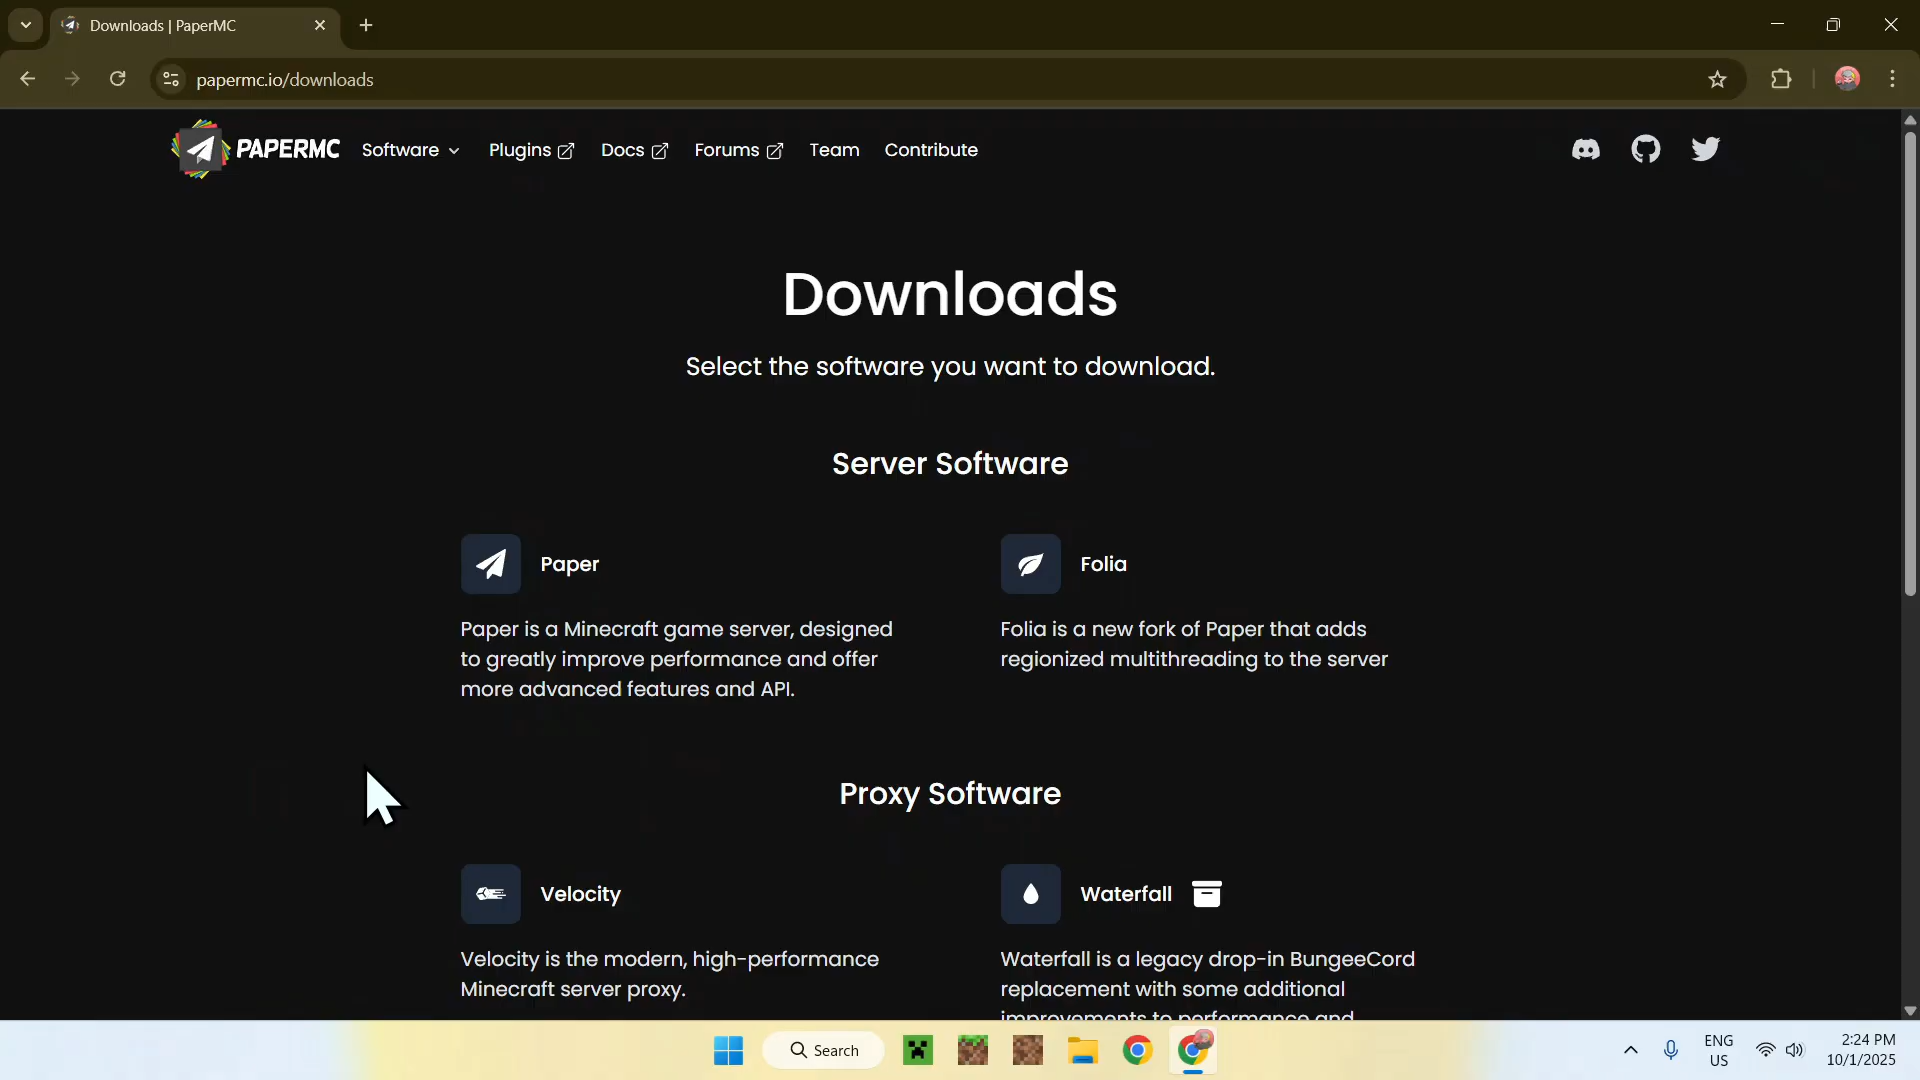 Downloads | PaperMC
papermc.io/downloads
PAPERMC
Software
Plugins
Docs
Forums
Team
Contribute
Downloads
Select the software you want to download.
Server Software
Paper
Paper is a Minecraft game server, designed
to greatly improve performance and offer
more advanced features and API.
Folia
Folia is a new fork of Paper that adds
regionized multithreading to the server
Proxy Software
Velocity
Velocity is the modern, high-performance
Minecraft server proxy.
Waterfall
Waterfall is a legacy drop-in BungeeCord
replacement with some additional
improvements to performance and
Search
ENG
US
2:24 PM
10/1/2025